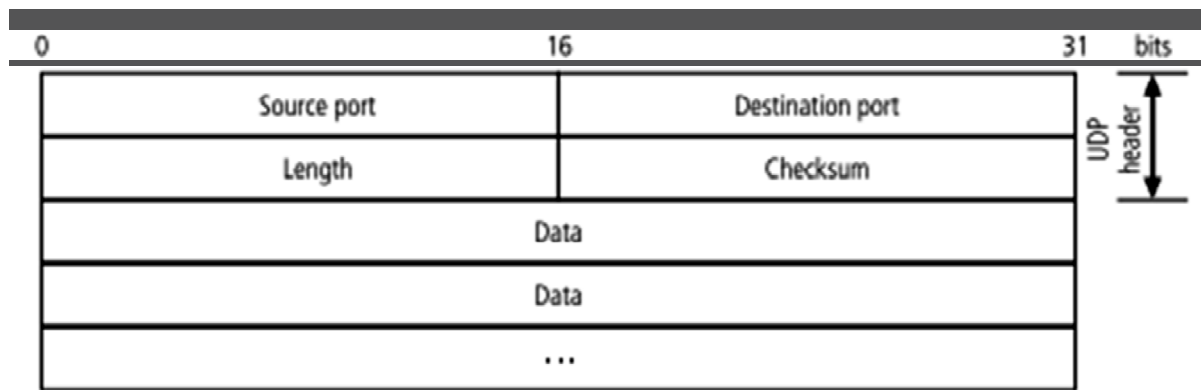 0 16 31 bits
Source port Destination port
Length Checksum
UDP
header
Data
Data
...